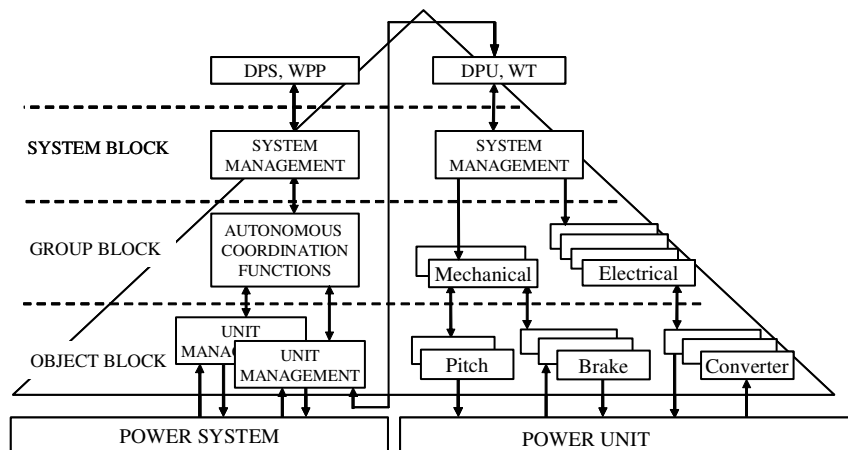 DPS, WPP
DPU, WT
SYSTEM BLOCK
SYSTEM
MANAGEMENT
SYSTEM
MANAGEMENT
GROUP BLOCK
AUTONOMOUS
COORDINATION
FUNCTIONS
Mechanical
Electrical
OBJECT BLOCK
UNIT
MANAG
UNIT
MANAGEMENT
Pitch
Brake
Converter
POWER SYSTEM
POWER UNIT